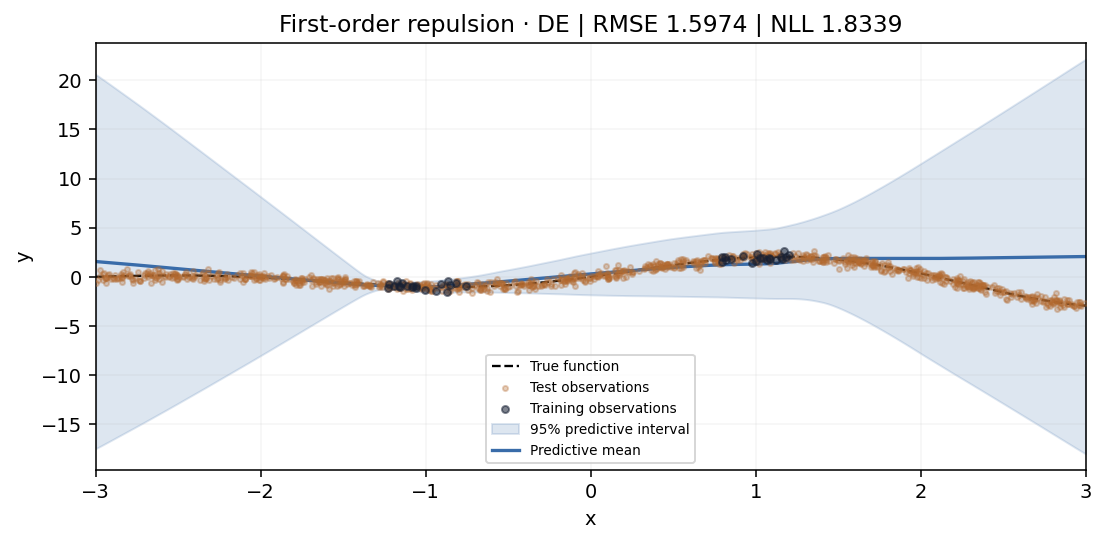 First-order repulsion · DE | RMSE 1.5974 | NLL 1.8339
y
20
15
10
5
0
−5
−10
−15
True function
Test observations
Training observations
95% predictive interval
Predictive mean
−3 −2 −1 0 1 2 3
x